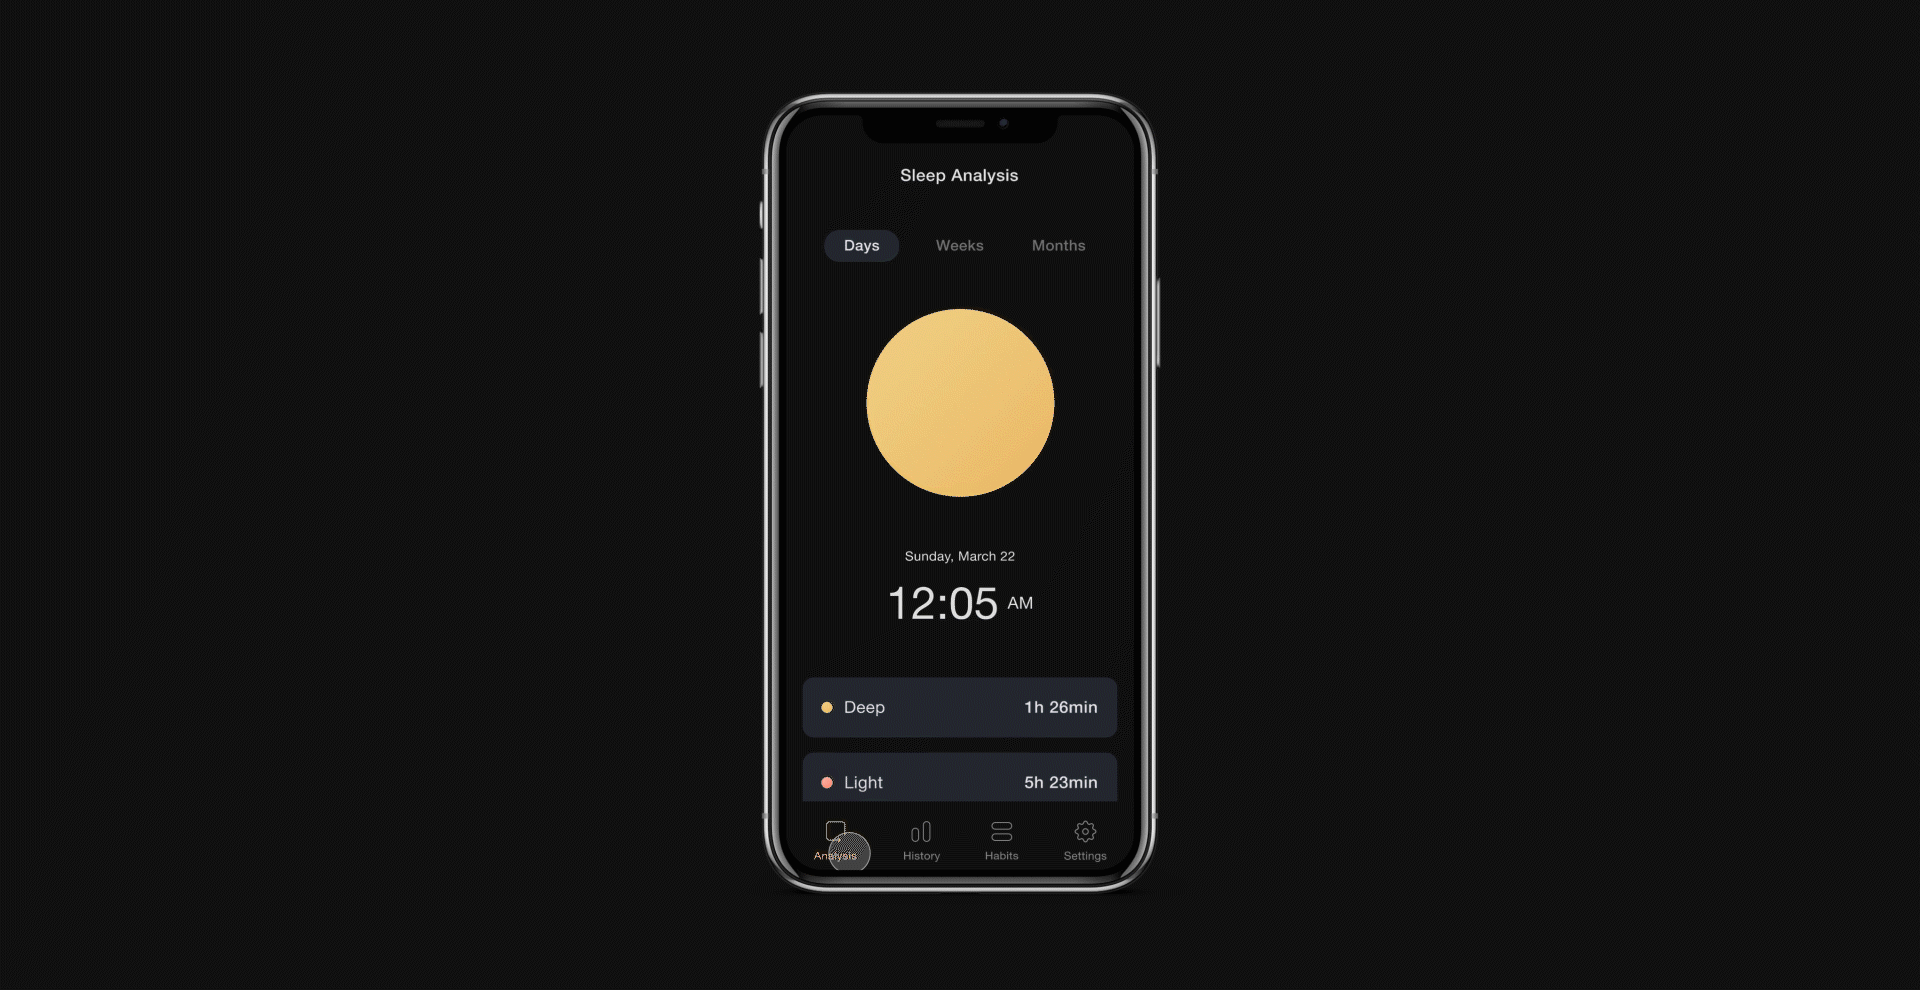 Sleep Analysis
Days Weeks Months
Sunday, March 22
12:05 AM
Deep 1h 26min
Light 5h 23min
Analysis History Habits Settings